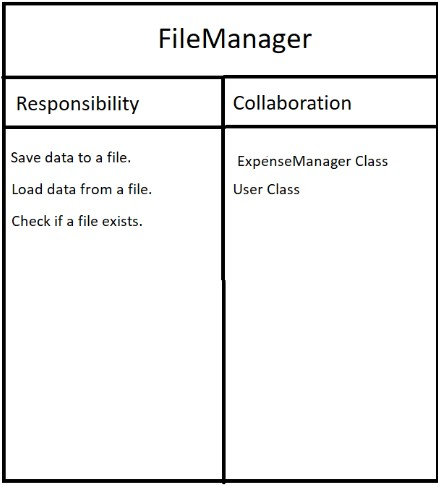 FileManager
Responsibility
Collaboration
Save data to a file.
Load data from a file.
Check if a file exists.
ExpenseManager Class
User Class